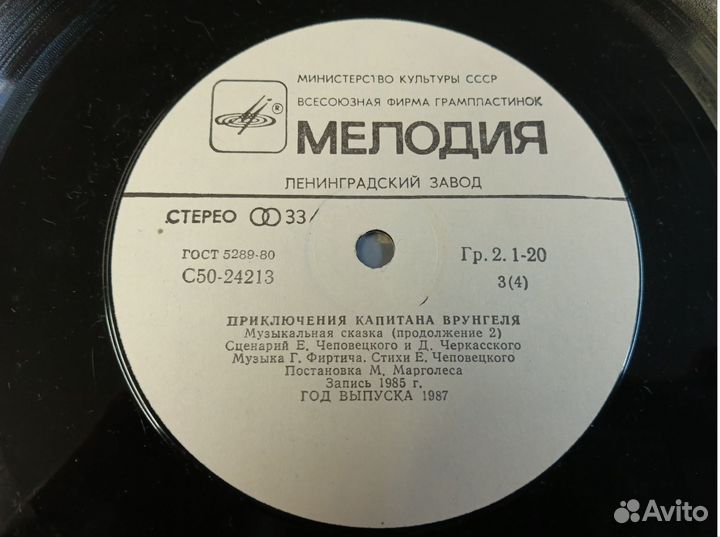 МИНИСТЕРСТВО КУЛЬТУРЫ СССР
ВСЕСОЮЗНАЯ ФИРМА ГРАМПЛАСТИНОК
®
МЕЛОДИЯ
ЛЕНИНГРАДСКИЙ ЗАВОД
СТЕРЕО 33
ГОСТ 5289-80
Гр. 2. 1-20
С50-24213
3(4)
ПРИКЛЮЧЕНИЯ КАПИТАНА ВРУНГЕЛЯ
Музыкальная сказка (продолжение 2)
Сценарий Е. Чеповецкого и Д. Черкасского
Музыка Г. Фиртича. Стихи Е. Чеповецкого
Постановка М. Марголеса
Запись 1985 г.
ГОД ВЫПУСКА 1987
Avito